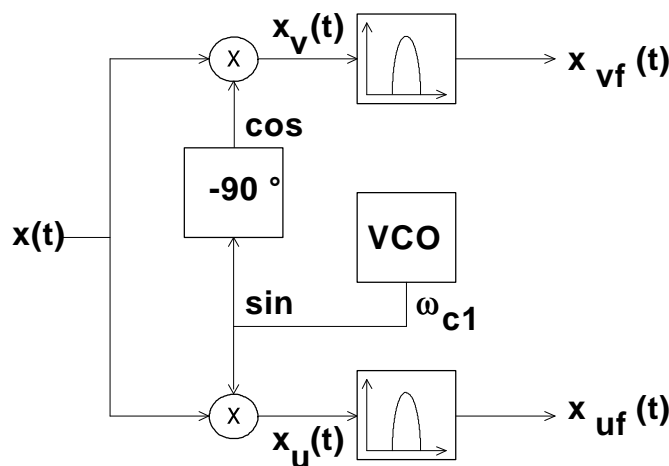 x_v(t)
X
x_vf (t)
cos
-90 °
x(t)
VCO
sin
ω_c1
X
x_u(t)
x_uf (t)